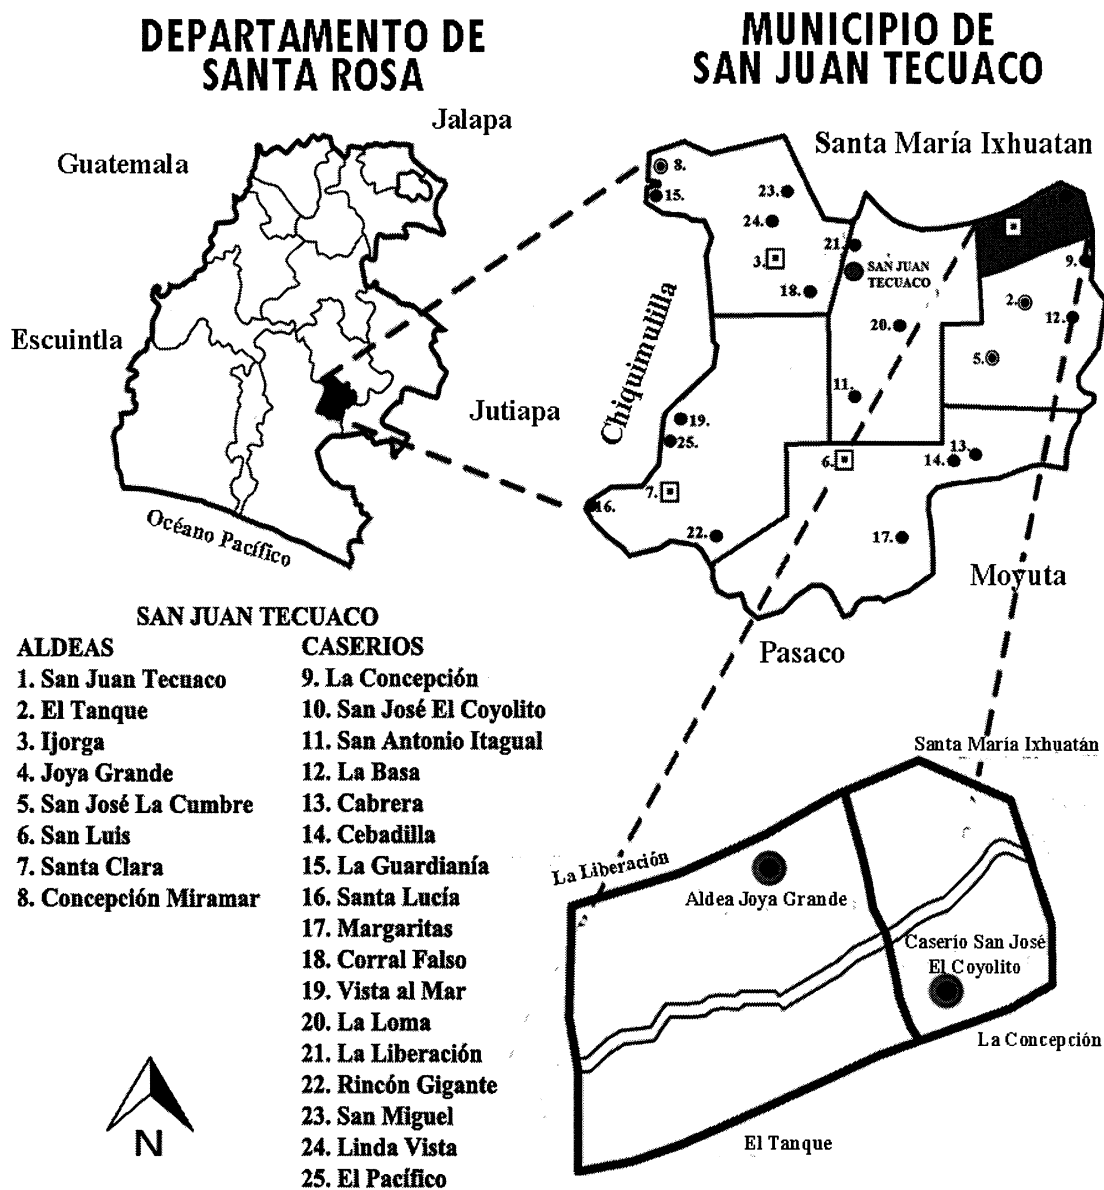 DEPARTAMENTO DE
SANTA ROSA
Jalapa
Guatemala
Escuintla
Jutiapa
Océano Pacífico
MUNICIPIO DE
SAN JUAN TECUACO
Santa María Ixhuatan
8.
15.
23.
24.
3.
18.
21.
SAN JUAN
TECUACO
20.
11.
9.
2.
12.
5.
Chiquimulilla
19.
25.
7.
16.
22.
6.
13.
14.
17.
Moyuta
Pasaco
SAN JUAN TECUACO
ALDEAS
1. San Juan Tecuaco
2. El Tanque
3. Ijorga
4. Joya Grande
5. San José La Cumbre
6. San Luis
7. Santa Clara
8. Concepción Miramar
CASERIOS
9. La Concepción
10. San José El Coyolito
11. San Antonio Itagual
12. La Basa
13. Cabrera
14. Cebadilla
15. La Guardianía
16. Santa Lucía
17. Margaritas
18. Corral Falso
19. Vista al Mar
20. La Loma
21. La Liberación
22. Rincón Gigante
23. San Miguel
24. Linda Vista
25. El Pacífico
N
Santa María Ixhuatán
La Liberación
Aldea Joya Grande
Caserío San José
El Coyolito
La Concepción
El Tanque